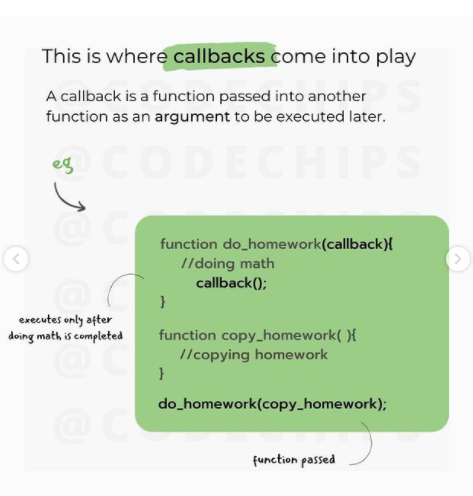 This is where callbacks come into play
A callback is a function passed into another
function as an argument to be executed later.
eg
function do_homework(callback){
//doing math
callback();
}
executes only after
doing math is completed
function copy_homework( ){
//copying homework
}
do_homework(copy_homework);
function passed
@CODECHIPS